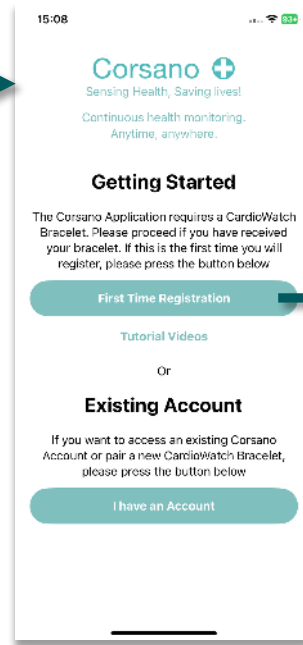 15:08
93+
Corsano
Sensing Health, Saving lives!
Continuous health monitoring.
Anytime, anywhere.
Getting Started
The Corsano Application requires a CardioWatch
Bracelet. Please proceed if you have received
your bracelet. If this is the first time you will
register, please press the button below
First Time Registration
Tutorial Videos
Or
Existing Account
If you want to access an existing Corsano
Account or pair a new CardioWatch Bracelet,
please press the button below
I have an Account